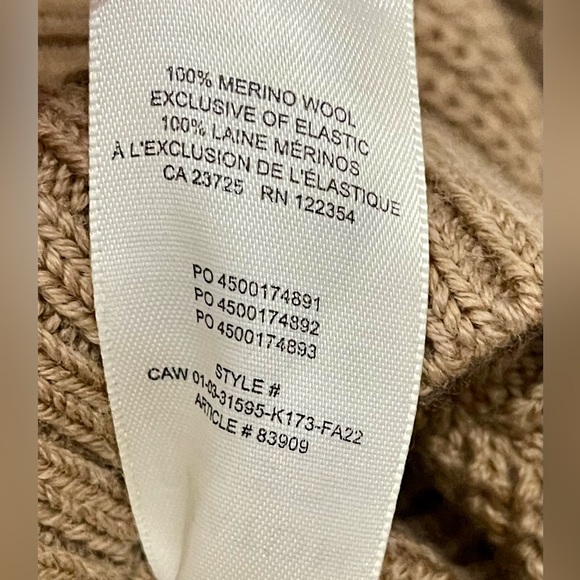 100% MERINO WOOL
EXCLUSIVE OF ELASTIC
100% LAINE MÉRINOS
À L'EXCLUSION DE L'ÉLASTIQUE
CA 23725 RN 122354
PO 4500174891
PO 4500174892
PO 4500174893
STYLE #
CAW 01-03-31595-K173-FA22
ARTICLE # 83909